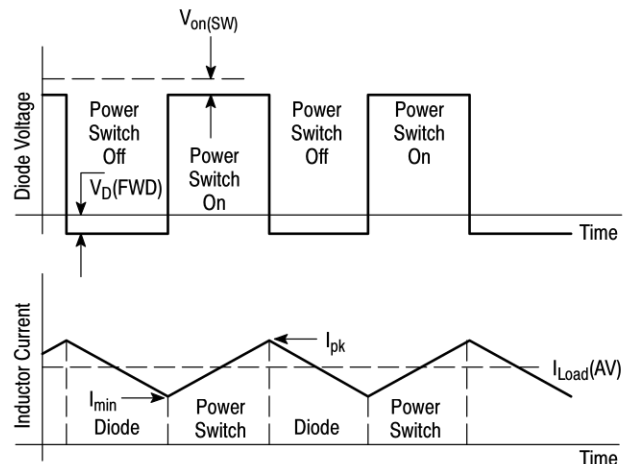 Von(SW)
Diode Voltage
Power
Switch
Off
Power
Switch
On
Power
Switch
Off
Power
Switch
On
VD(FWD)
Time
Inductor Current
Ipk
ILoad(AV)
Imin
Diode
Power
Switch
Diode
Power
Switch
Time